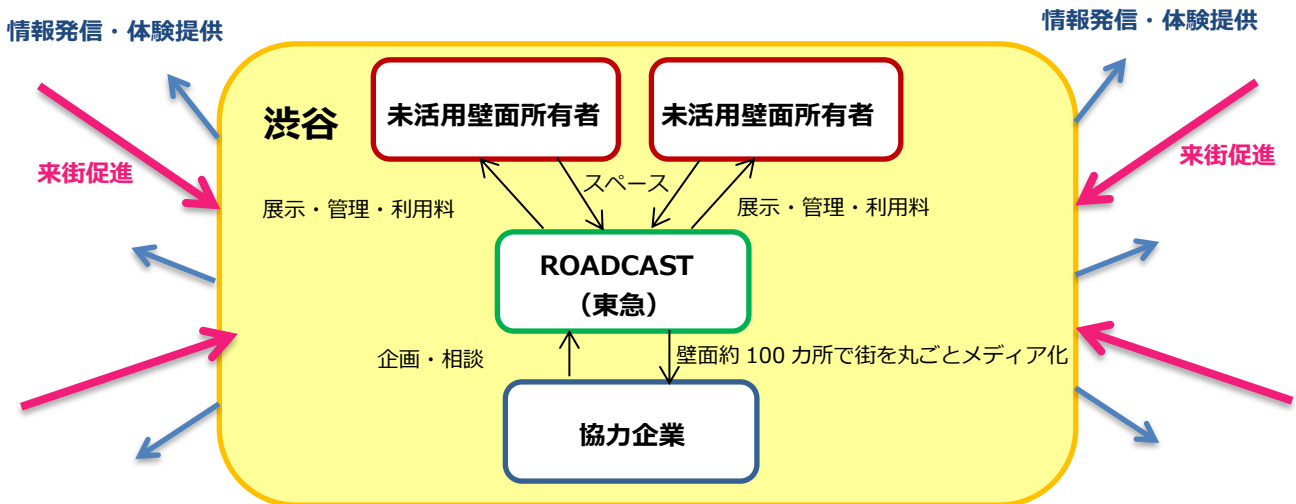 情報発信・体験提供
情報発信・体験提供
渋谷
未活用壁面所有者
未活用壁面所有者
来街促進
来街促進
スペース
展示・管理・利用料
展示・管理・利用料
ROADCAST
(東急)
企画・相談
壁面約 100 カ所で街を丸ごとメディア化
協力企業